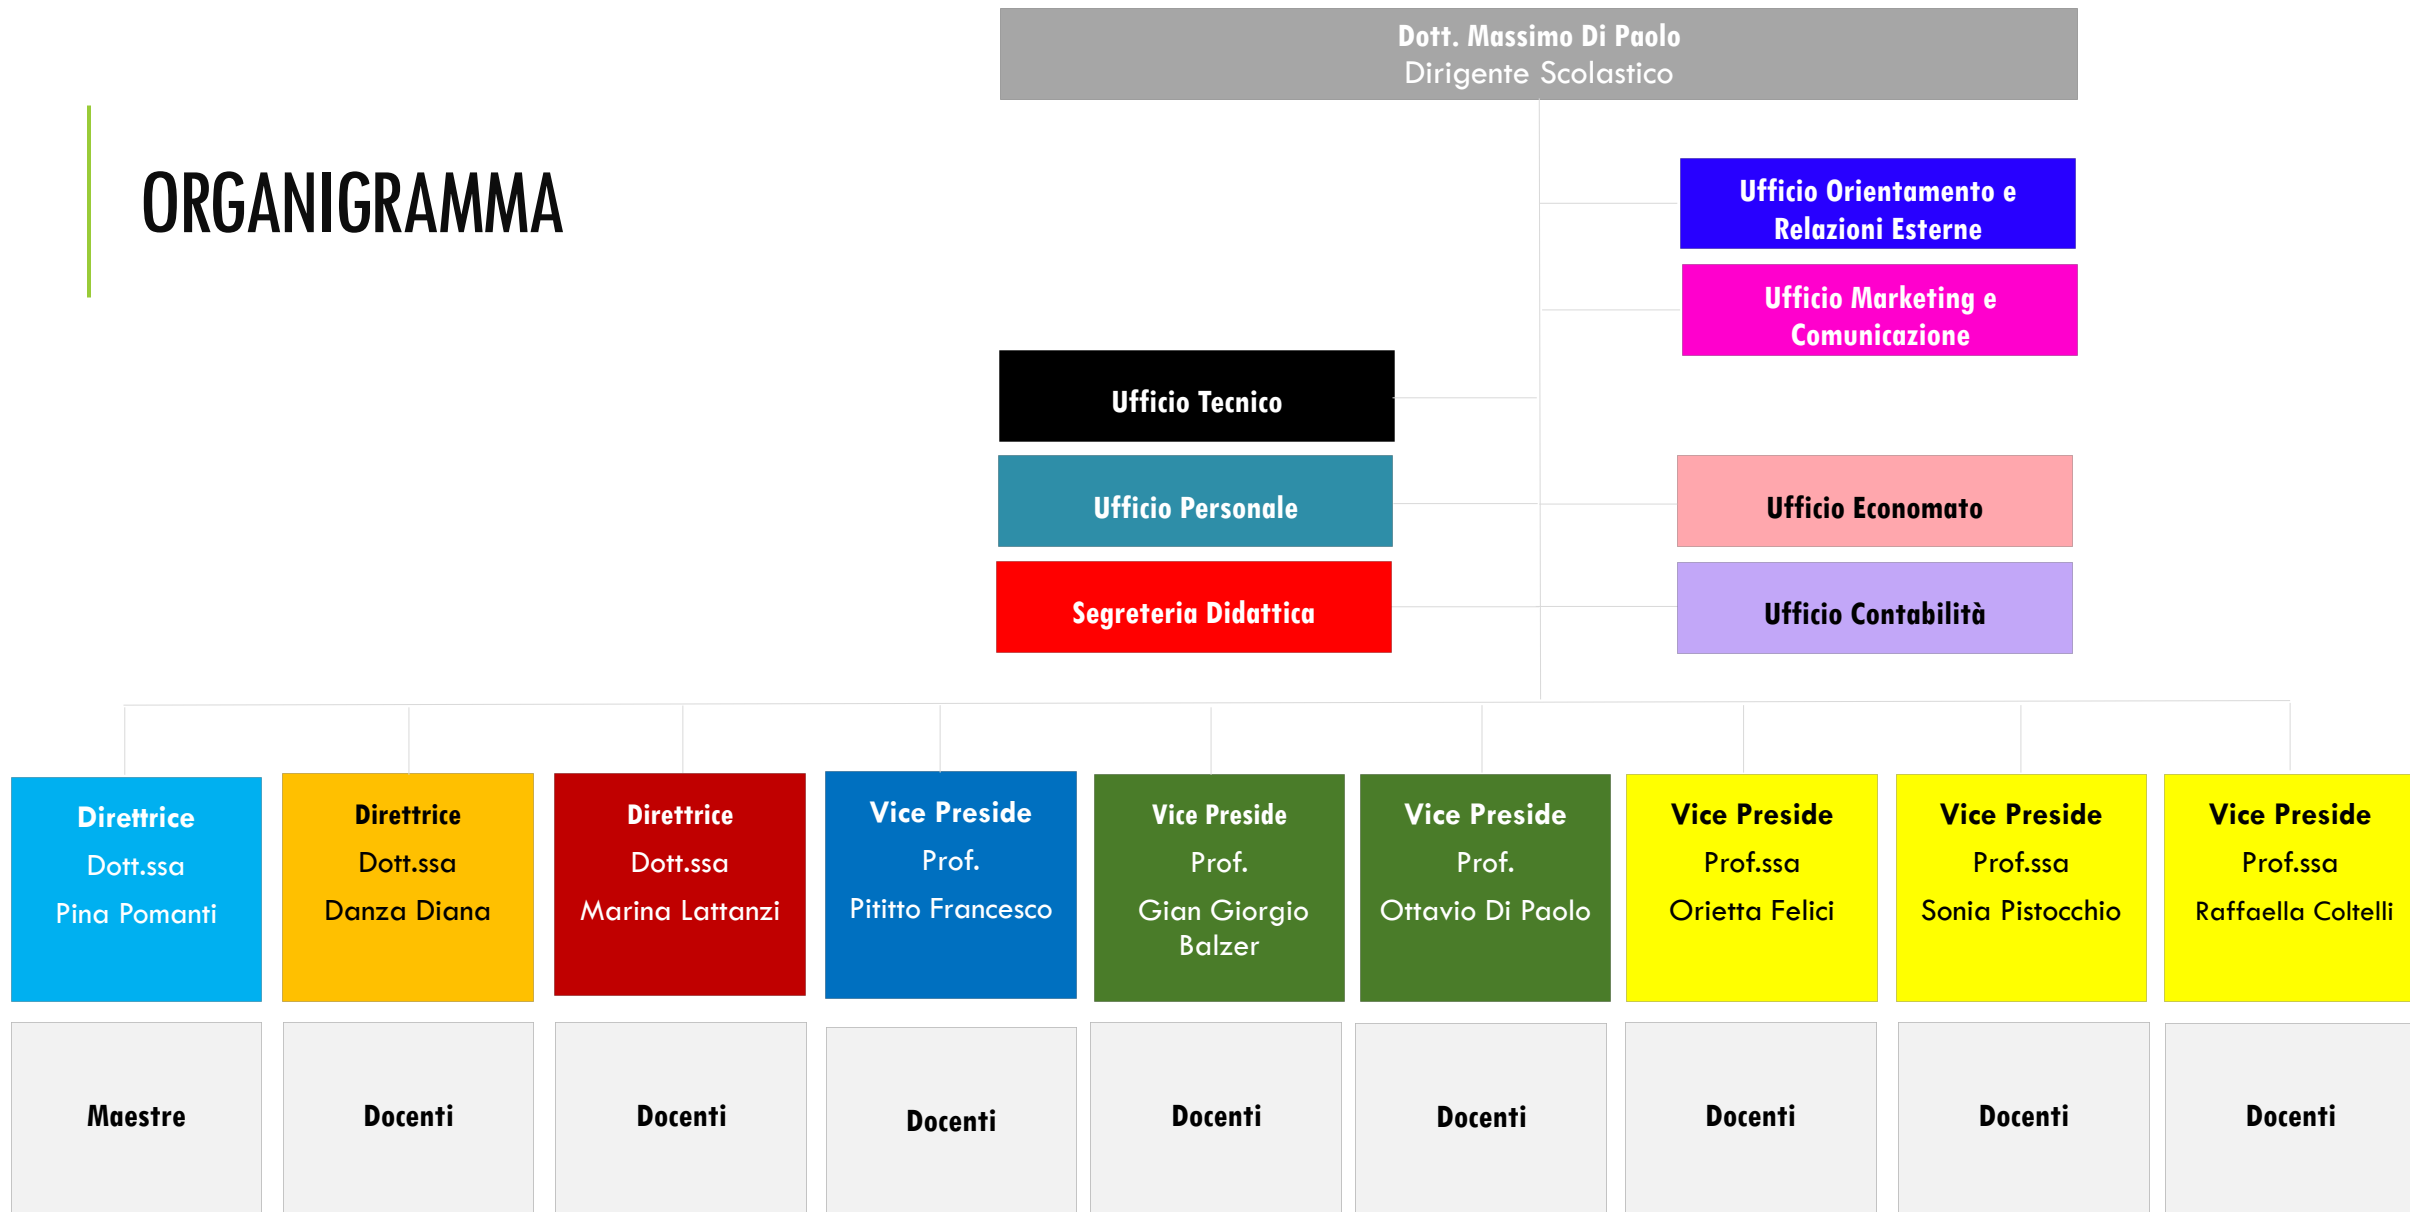 Dott. Massimo Di Paolo
Dirigente Scolastico
ORGANIGRAMMA
Ufficio Orientamento e
Relazioni Esterne
Ufficio Marketing e
Comunicazione
Ufficio Tecnico
Ufficio Personale
Ufficio Economato
Segreteria Didattica
Ufficio Contabilità
Direttrice
Dott.ssa
Pina Pomanti
Direttrice
Dott.ssa
Danza Diana
Direttrice
Dott.ssa
Marina Lattanzi
Vice Preside
Prof.
Pititto Francesco
Vice Preside
Prof.
Gian Giorgio
Balzer
Vice Preside
Prof.
Ottavio Di Paolo
Vice Preside
Prof.ssa
Orietta Felici
Vice Preside
Prof.ssa
Sonia Pistocchio
Vice Preside
Prof.ssa
Raffaella Coltelli
Maestre
Docenti
Docenti
Docenti
Docenti
Docenti
Docenti
Docenti
Docenti